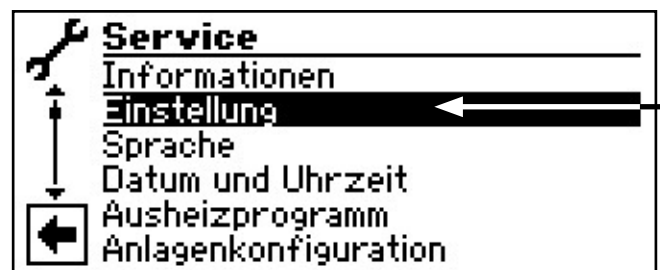 Service
Informationen
Einstellung
Sprache
Datum und Uhrzeit
Ausheizprogramm
Anlagenkonfiguration